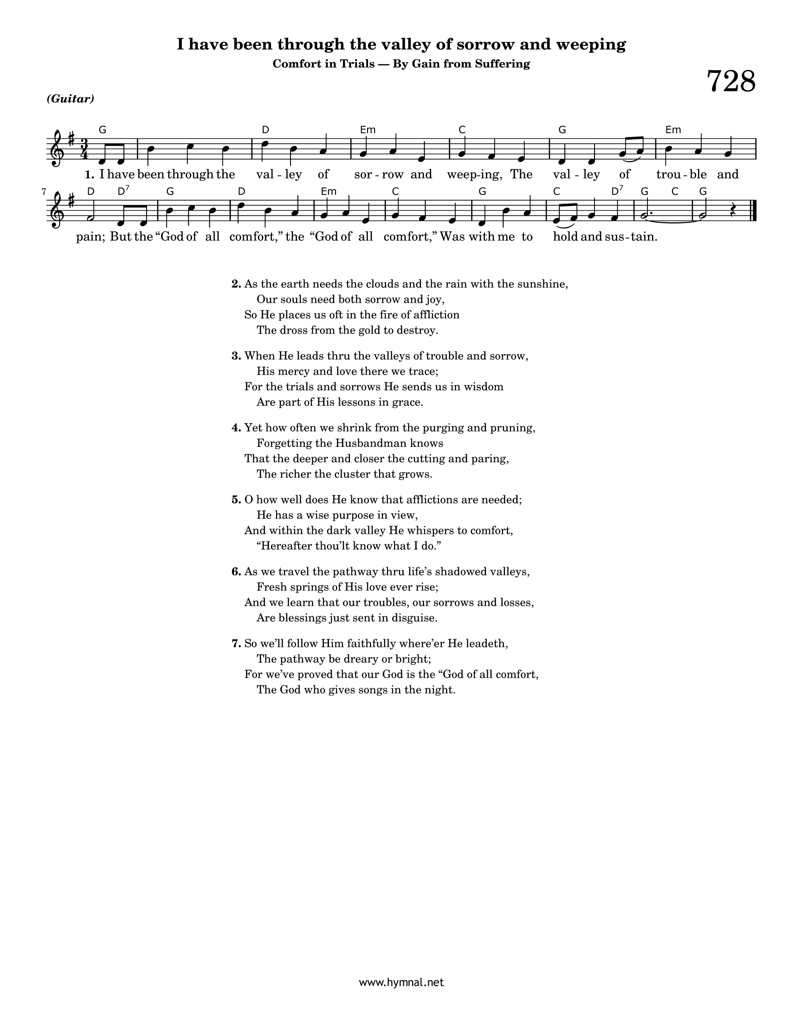 I have been through the valley of sorrow and weeping
Comfort in Trials — By Gain from Suffering
728
(Guitar)
G D Em C G Em
3
4
1. I have been through the val - ley of sor - row and weep-ing, The val - ley of trou - ble and
7
D D7 G D Em C G C D7 G C G
pain; But the “God of all comfort,” the “God of all comfort,” Was with me to hold and sus - tain.
2. As the earth needs the clouds and the rain with the sunshine,
Our souls need both sorrow and joy,
So He places us oft in the fire of affliction
The dross from the gold to destroy.
3. When He leads thru the valleys of trouble and sorrow,
His mercy and love there we trace;
For the trials and sorrows He sends us in wisdom
Are part of His lessons in grace.
4. Yet how often we shrink from the purging and pruning,
Forgetting the Husbandman knows
That the deeper and closer the cutting and paring,
The richer the cluster that grows.
5. O how well does He know that afflictions are needed;
He has a wise purpose in view,
And within the dark valley He whispers to comfort,
“Hereafter thou’lt know what I do.”
6. As we travel the pathway thru life’s shadowed valleys,
Fresh springs of His love ever rise;
And we learn that our troubles, our sorrows and losses,
Are blessings just sent in disguise.
7. So we’ll follow Him faithfully where’er He leadeth,
The pathway be dreary or bright;
For we’ve proved that our God is the “God of all comfort,
The God who gives songs in the night.
www.hymnal.net